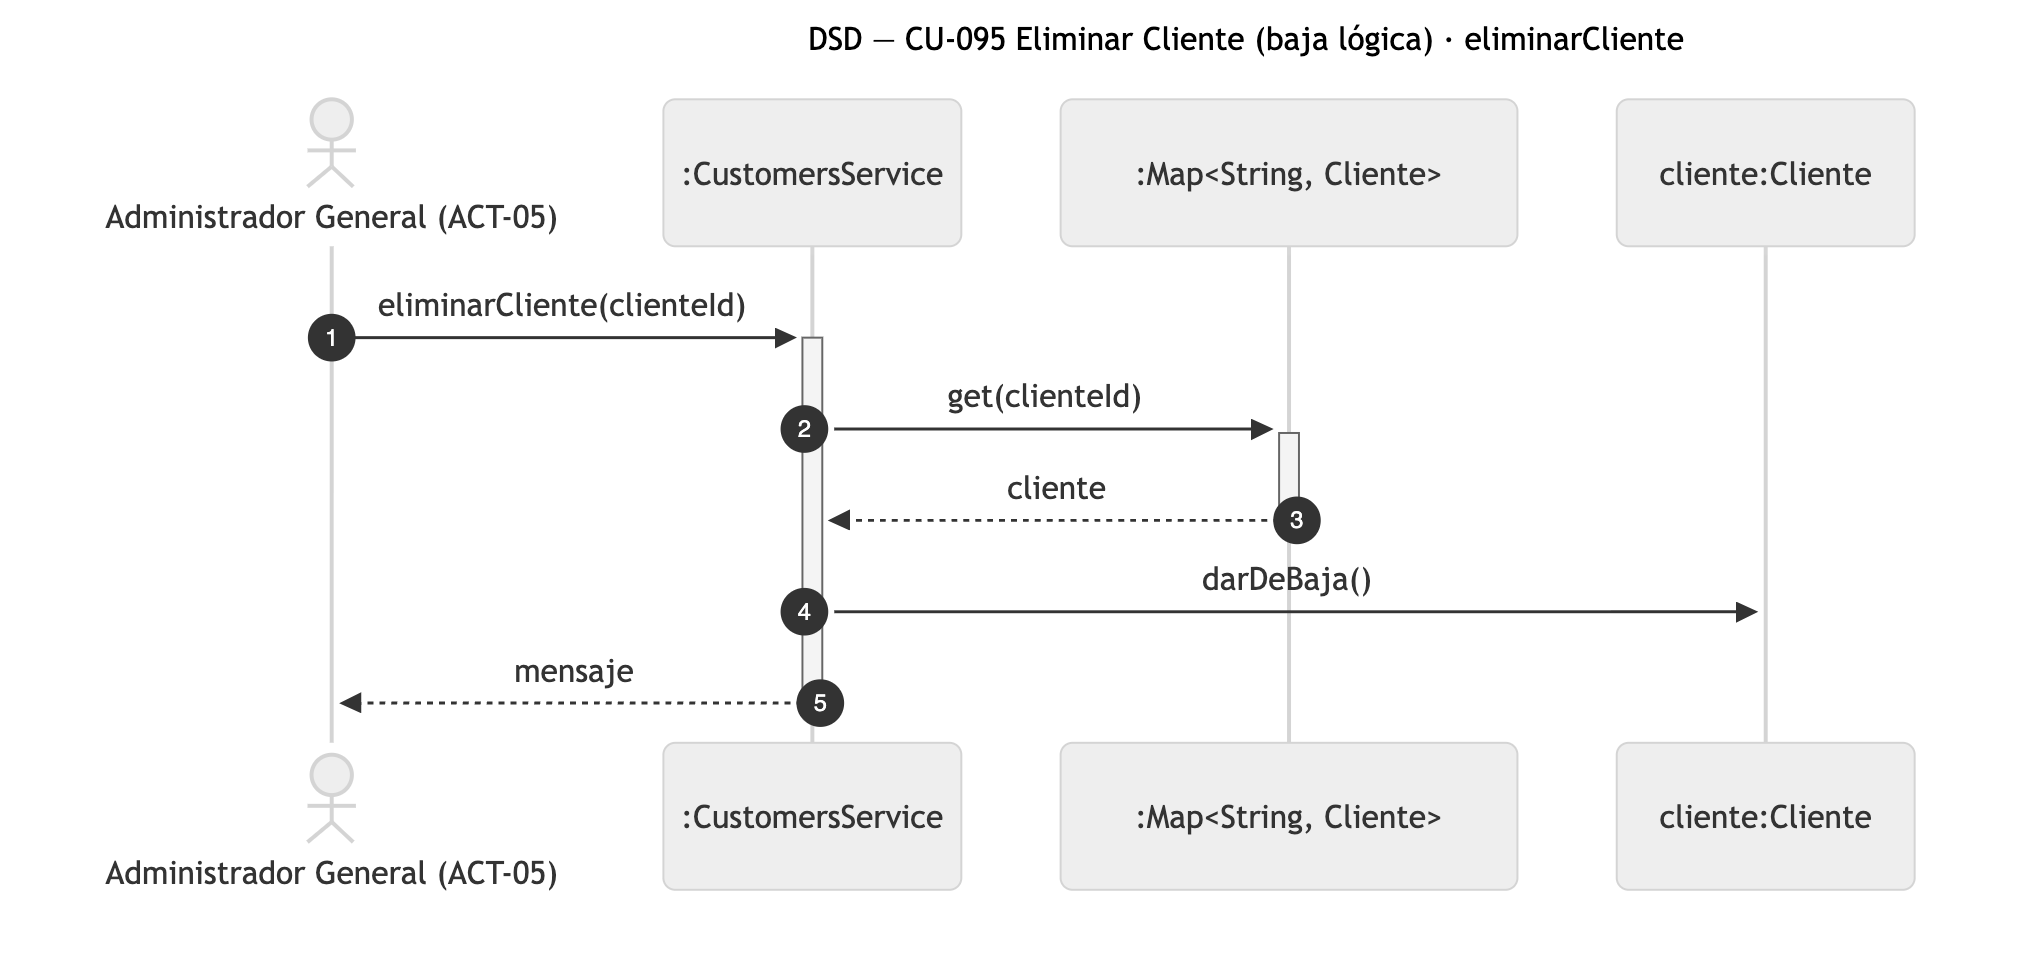 DSD — CU-095 Eliminar Cliente (baja lógica) · eliminarCliente
Administrador General (ACT-05)
:CustomersService
:Map<String, Cliente>
cliente:Cliente
eliminarCliente(clienteId)
1
get(clienteId)
2
cliente
3
darDeBaja()
4
mensaje
5
Administrador General (ACT-05)
:CustomersService
:Map<String, Cliente>
cliente:Cliente